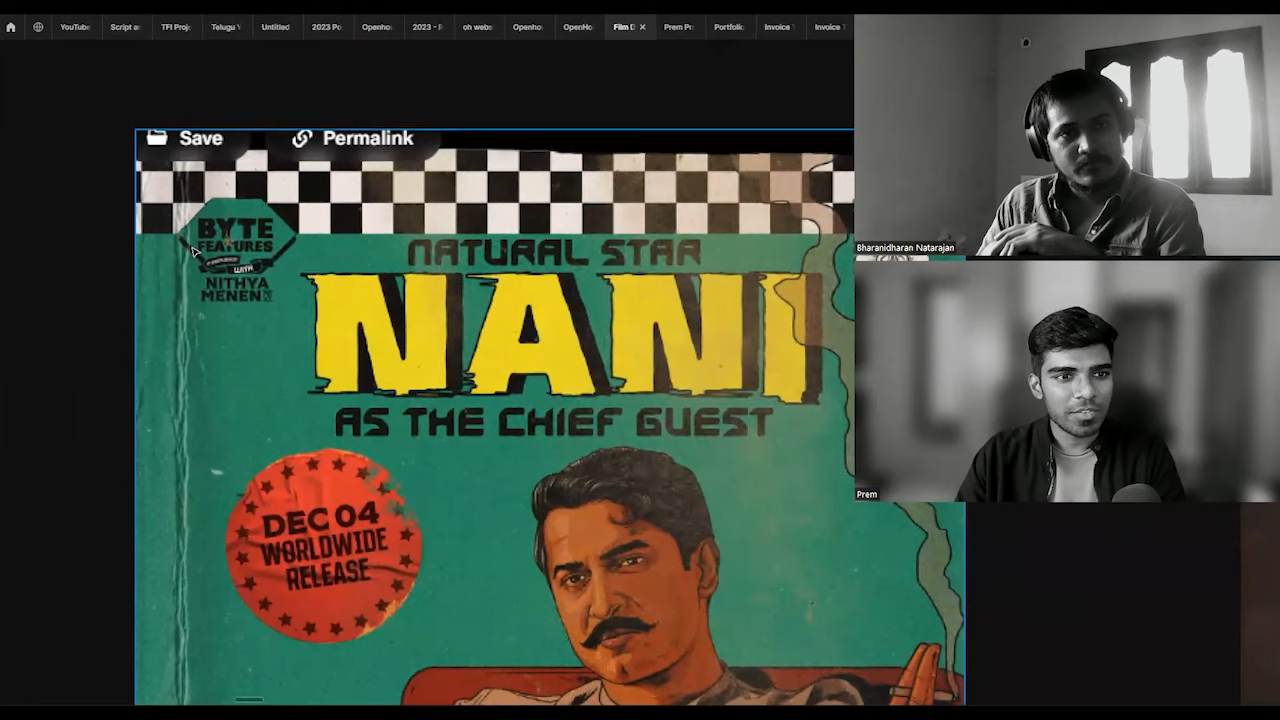 YouTube
Script a
TFI Proj
Telugu
Untitled
2023 Po
Openho
2023 -
oh webs
Openho
OpenHo
Film D
Prem Pr
Portfoli
Invoice
Invoice
Save
Permalink
BYTE
FEATURES
WITH
NITHYA
MENEN
NATURAL STAR
NANI
AS THE CHIEF GUEST
DEC 04
WORLDWIDE
RELEASE
Bharanidharan Natarajan
Prem